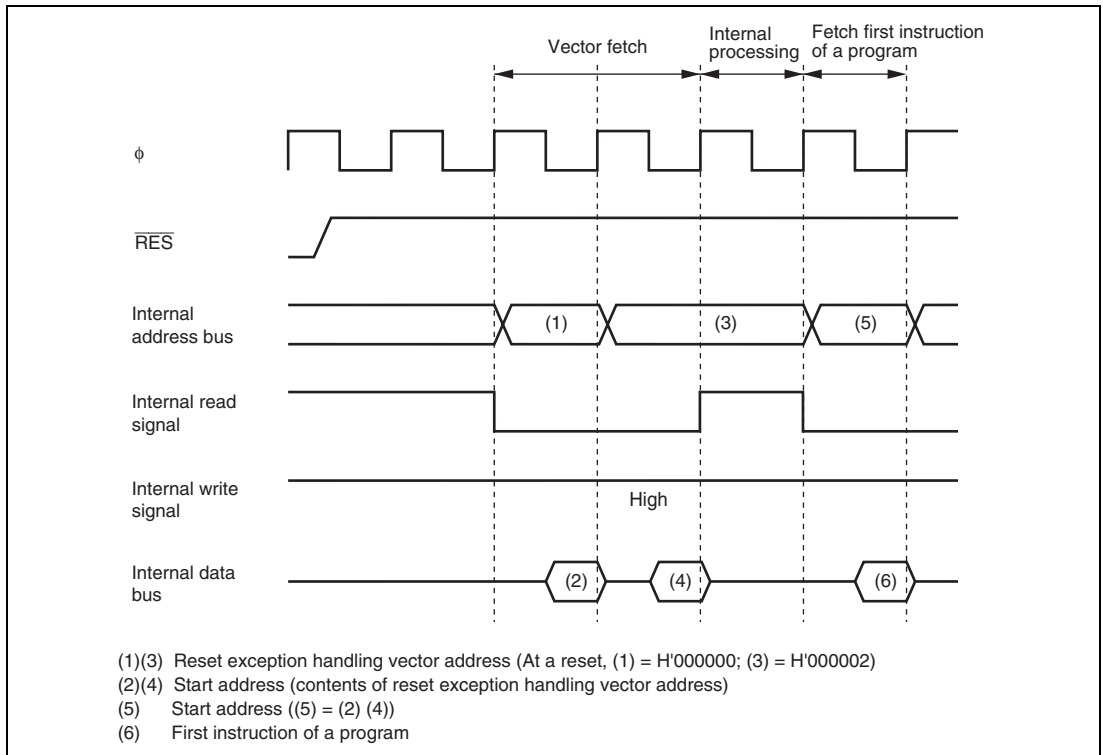 Vector fetch
Internal
processing
Fetch first instruction
of a program
ϕ
RES
Internal
address bus
(1)
(3)
(5)
Internal read
signal
Internal write
signal
High
Internal data
bus
(2)
(4)
(6)
(1)(3) Reset exception handling vector address (At a reset, (1) = H'000000; (3) = H'000002)
(2)(4) Start address (contents of reset exception handling vector address)
(5) Start address ((5) = (2) (4))
(6) First instruction of a program